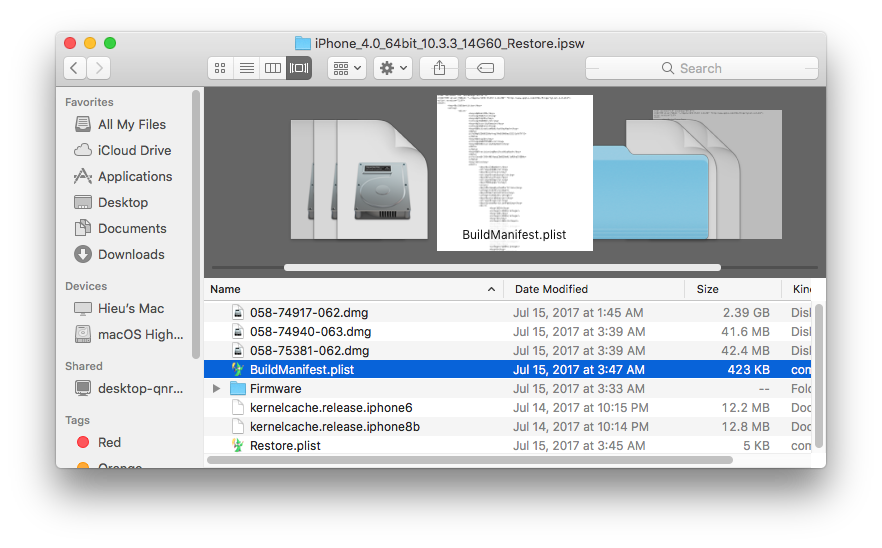 iPhone_4.0_64bit_10.3.3_14G60_Restore.ipsw
Search
Favorites
All My Files
iCloud Drive
Applications
Desktop
Documents
Downloads
Devices
Hieu's Mac
macOS High...
Shared
desktop-qnr...
Tags
Red
Orange
BuildManifest.plist
Name Date Modified Size Kin
058-74917-062.dmg Jul 15, 2017 at 1:45 AM 2.39 GB Disl
058-74940-063.dmg Jul 15, 2017 at 3:39 AM 41.6 MB Disl
058-75381-062.dmg Jul 15, 2017 at 3:39 AM 42.4 MB Disl
BuildManifest.plist Jul 15, 2017 at 3:47 AM 423 KB com
Firmware Jul 15, 2017 at 3:33 AM -- Fold
kernelcache.release.iphone6 Jul 14, 2017 at 10:15 PM 12.2 MB Doc
kernelcache.release.iphone8b Jul 14, 2017 at 10:14 PM 12.8 MB Doc
Restore.plist Jul 15, 2017 at 3:45 AM 5 KB com